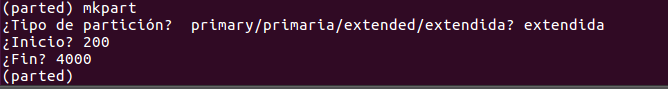 (parted) mkpart
¿Tipo de partición?  primary/primaria/extended/extendida? extendida
¿Inicio? 200
¿Fin? 4000
(parted)